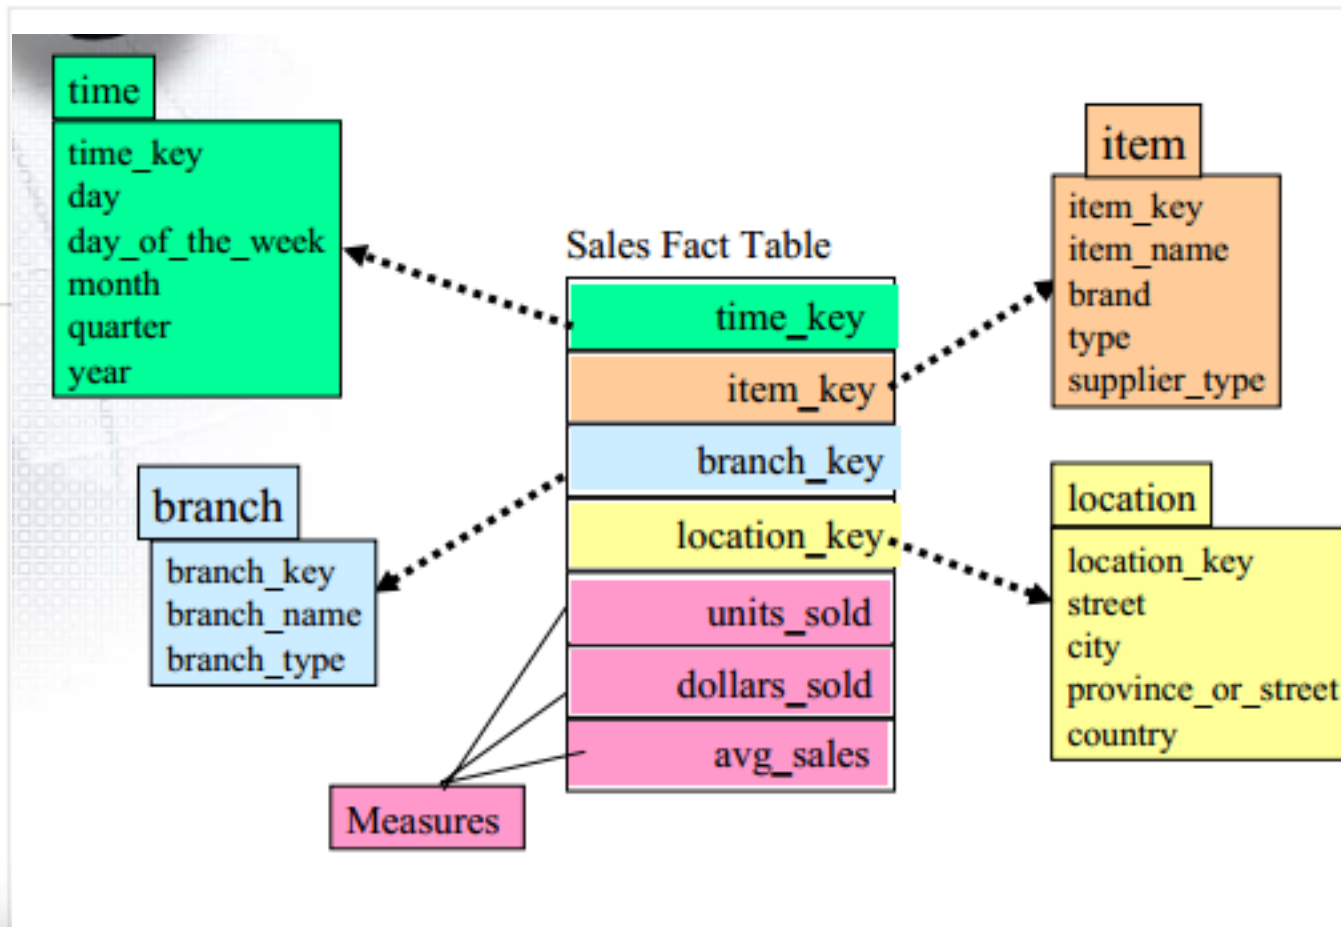 time
time_key
day
day_of_the_week
month
quarter
year
item
item_key
item_name
brand
type
supplier_type
Sales Fact Table
time_key
item_key
branch_key
location_key
units_sold
dollars_sold
avg_sales
branch
branch_key
branch_name
branch_type
location
location_key
street
city
province_or_street
country
Measures